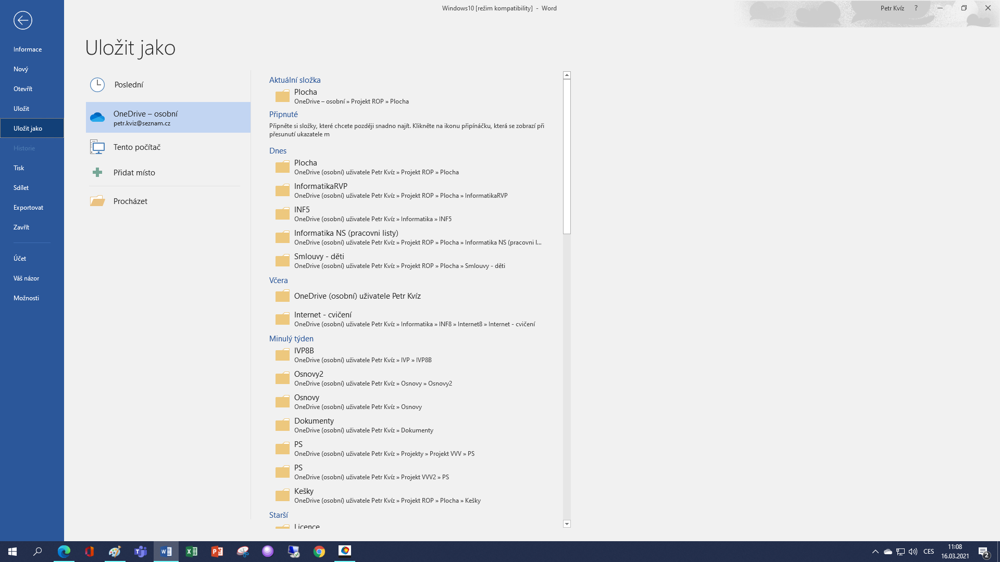 Windows10 [režim kompatibility] - Word
Petr Kvíz
?
Informace
Nový
Otevřít
Uložit
Uložit jako
Historie
Tisk
Sdílet
Exportovat
Zavřít
Účet
Váš názor
Možnosti
Uložit jako
Poslední
OneDrive – osobní
petr.kviz@seznam.cz
Tento počítač
Přidat místo
Procházet
Aktuální složka
Plocha
OneDrive – osobní » Projekt ROP » Plocha
Připnuté
Připněte si složky, které chcete později snadno najít. Klikněte na ikonu připínáčku, která se zobrazí při
přesunutí ukazatele m
Dnes
Plocha
OneDrive (osobní) uživatele Petr Kvíz » Projekt ROP » Plocha
InformatikaRVP
OneDrive (osobní) uživatele Petr Kvíz » Projekt ROP » Plocha » InformatikaRVP
INF5
OneDrive (osobní) uživatele Petr Kvíz » Informatika » INF5
Informatika NS (pracovni listy)
OneDrive (osobní) uživatele Petr Kvíz » Projekt ROP » Plocha » Informatika NS (pracovni l...
Smlouvy - děti
OneDrive (osobní) uživatele Petr Kvíz » Projekt ROP » Plocha » Smlouvy - děti
Včera
OneDrive (osobní) uživatele Petr Kvíz
Internet - cvičení
OneDrive (osobní) uživatele Petr Kvíz » Informatika » INF8 » Internet8 » Internet - cvičení
Minulý týden
IVP8B
OneDrive (osobní) uživatele Petr Kvíz » IVP » IVP8B
Osnovy2
OneDrive (osobní) uživatele Petr Kvíz » Osnovy » Osnovy2
Osnovy
OneDrive (osobní) uživatele Petr Kvíz » Osnovy
Dokumenty
OneDrive (osobní) uživatele Petr Kvíz » Dokumenty
PS
OneDrive (osobní) uživatele Petr Kvíz » Projekty » Projekt VVV » PS
PS
OneDrive (osobní) uživatele Petr Kvíz » Projekt VVV2 » PS
Kešky
OneDrive (osobní) uživatele Petr Kvíz » Projekt ROP » Plocha » Kešky
Starší
Licence
CES
11:08
16.03.2021
2